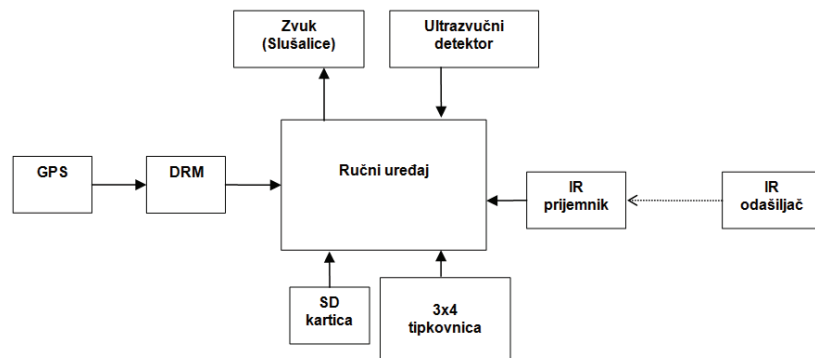 Zvuk
(Slušalice)
Ultrazvučni
detektor
GPS
DRM
Ručni uređaj
IR
prijemnik
IR
odašiljač
SD
kartica
3x4
tipkovnica